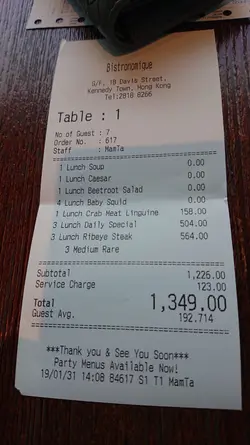 Bistronomique
G/F, 1B Davis Street,
Kennedy Town, Hong Kong
Tel:2818 8266
Table : 1
No of Guest : 7
Order No. : 617
Staff : MamTa
1 Lunch Soup 0.00
1 Lunch Caesar 0.00
1 Lunch Beetroot Salad 0.00
4 Lunch Baby Squid 0.00
1 Lunch Crab Meat Linguine 158.00
3 Lunch Daily Special 504.00
3 Lunch Ribeye Steak 564.00
3 Medium Rare
Subtotal 1,226.00
Service Charge 123.00
Total 1,349.00
Guest Avg. 192.714
***Thank you & See You Soon***
Party Menus Available Now!
19/01/31 14:08 B4617 S1 T1 MamTa